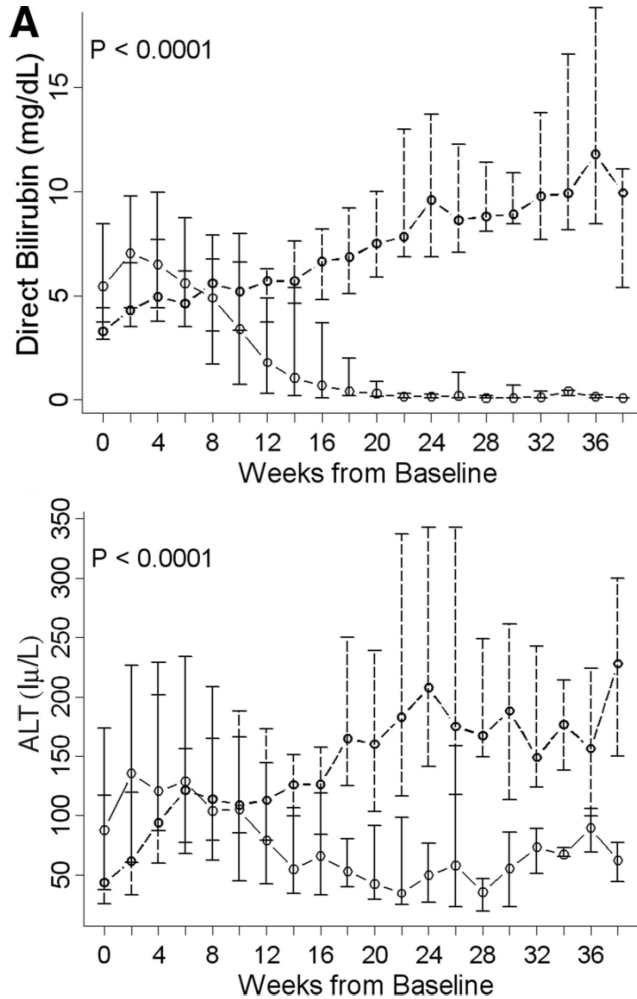 A
P < 0.0001
Direct Bilirubin (mg/dL)
15
10
5
0
0 4 8 12 16 20 24 28 32 36
Weeks from Baseline
P < 0.0001
ALT (Iμ/L)
350
300
250
200
150
100
50
0 4 8 12 16 20 24 28 32 36
Weeks from Baseline